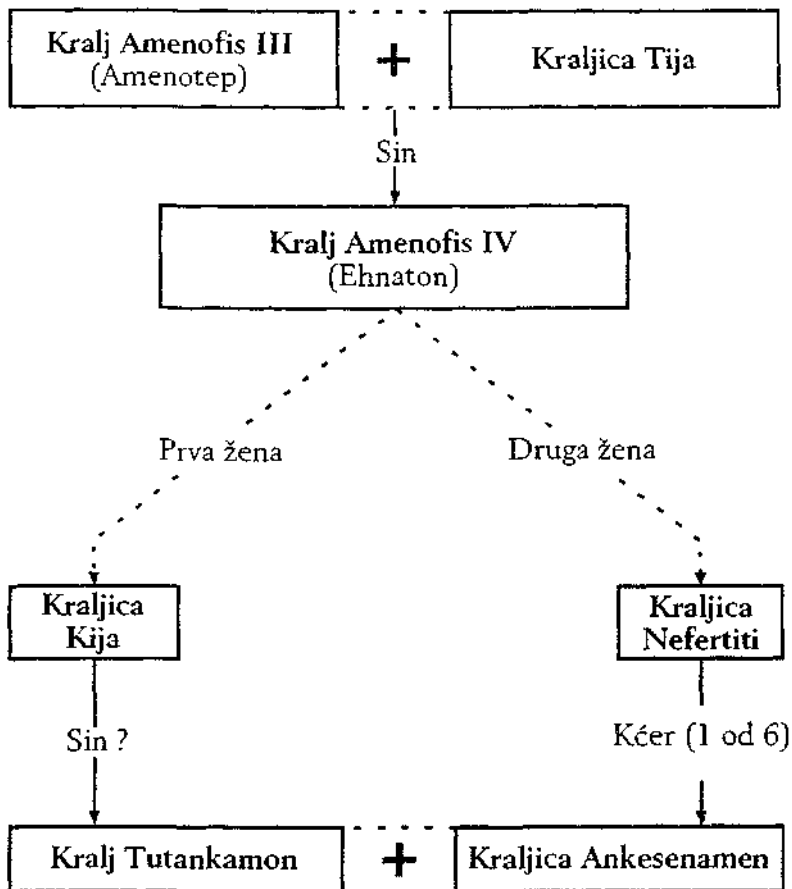 Kralj Amenofis III
(Amenotep)
+
Kraljica Tija
Sin
Kralj Amenofis IV
(Ehnaton)
Prva žena
Druga žena
Kraljica
Kija
Kraljica
Nefertiti
Sin ?
Kćer (1 od 6)
Kralj Tutankamon
+
Kraljica Ankesenamen